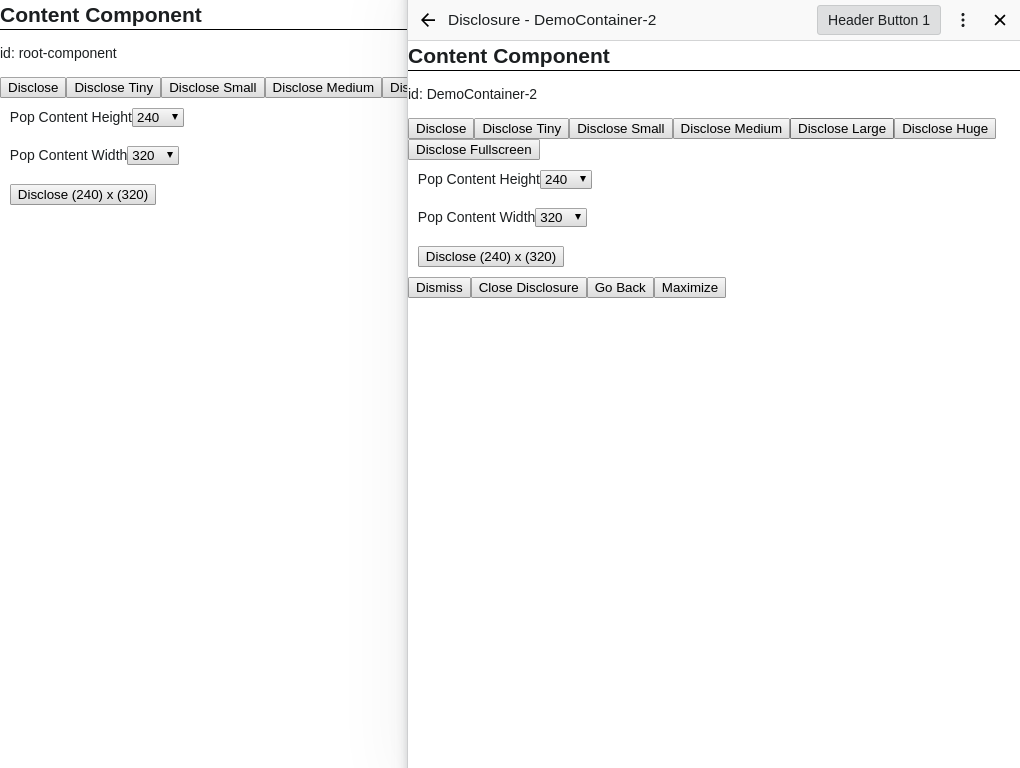 Content Component
id: root-component
Disclose Disclose Tiny Disclose Small Disclose Medium Dis
Pop Content Height 240
Pop Content Width 320
Disclose (240) x (320)
Disclosure - DemoContainer-2 Header Button 1
Content Component
id: DemoContainer-2
Disclose Disclose Tiny Disclose Small Disclose Medium Disclose Large Disclose Huge
Disclose Fullscreen
Pop Content Height 240
Pop Content Width 320
Disclose (240) x (320)
Dismiss Close Disclosure Go Back Maximize